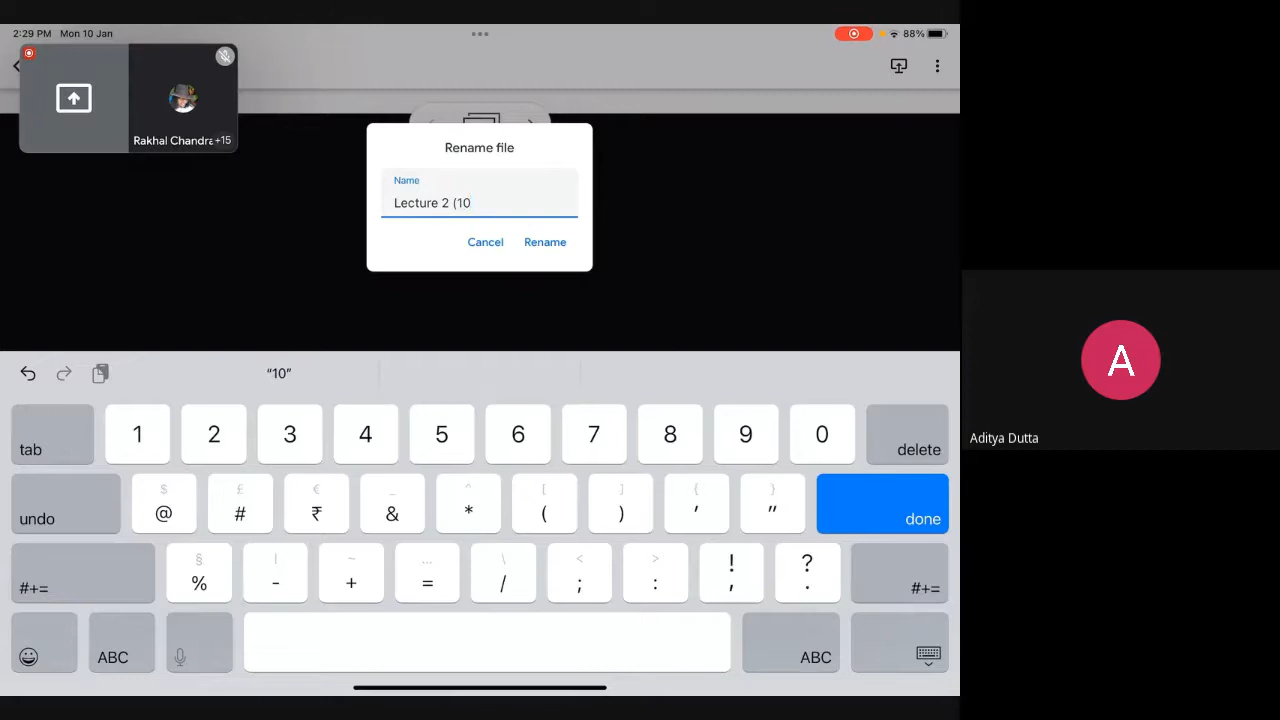 2:29 PM Mon 10 Jan
88%
Rakhal Chandra +15
Rename file
Name
Lecture 2 (10
Cancel Rename
A
Aditya Dutta
“10”
tab 1 2 3 4 5 6 7 8 9 0 delete
$ £ € _ ^ [ ] { }
undo @ # ₹ & * ( ) ' " done
§ | ~ … \ < > ! ?
#+= % - + = / ; : , . #+=
ABC ABC